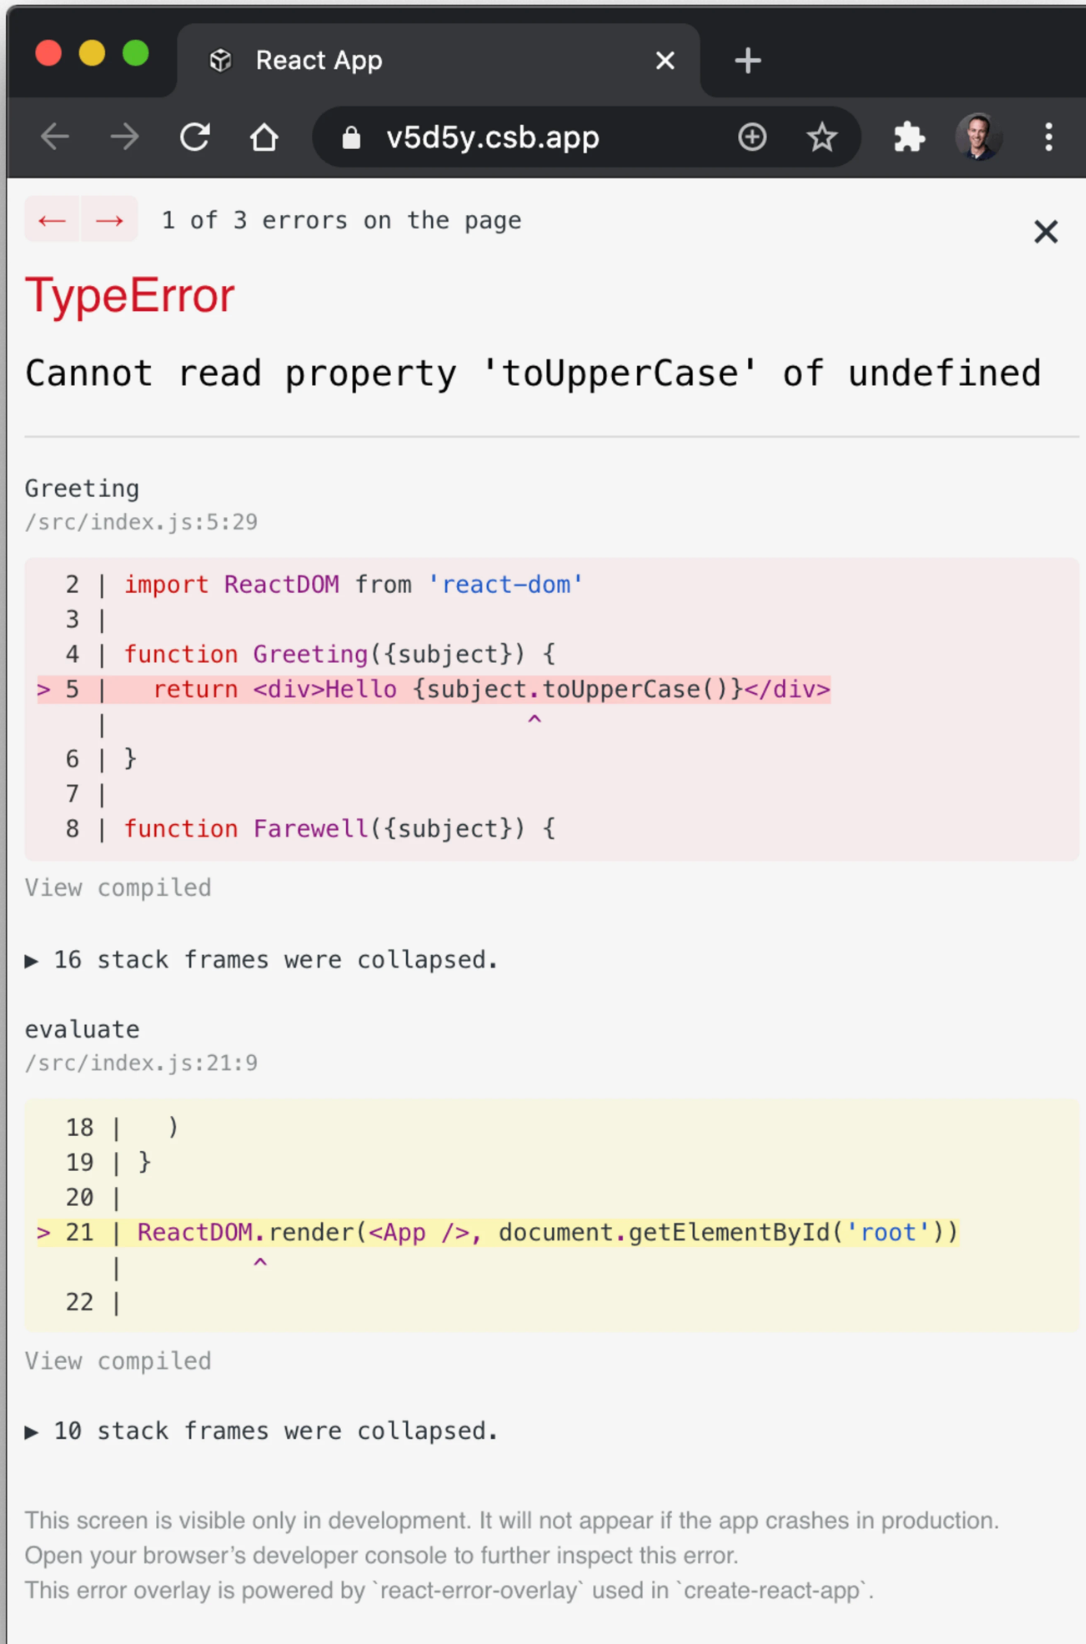 React App
v5d5y.csb.app
← → 1 of 3 errors on the page
TypeError
Cannot read property 'toUpperCase' of undefined
Greeting
/src/index.js:5:29
2 | import ReactDOM from 'react-dom'
3 |
4 | function Greeting({subject}) {
> 5 |   return <div>Hello {subject.toUpperCase()}</div>
  |                             ^
6 | }
7 |
8 | function Farewell({subject}) {
View compiled
▶ 16 stack frames were collapsed.
evaluate
/src/index.js:21:9
18 |   )
19 | }
20 |
> 21 | ReactDOM.render(<App />, document.getElementById('root'))
   |         ^
22 |
View compiled
▶ 10 stack frames were collapsed.
This screen is visible only in development. It will not appear if the app crashes in production.
Open your browser’s developer console to further inspect this error.
This error overlay is powered by `react-error-overlay` used in `create-react-app`.